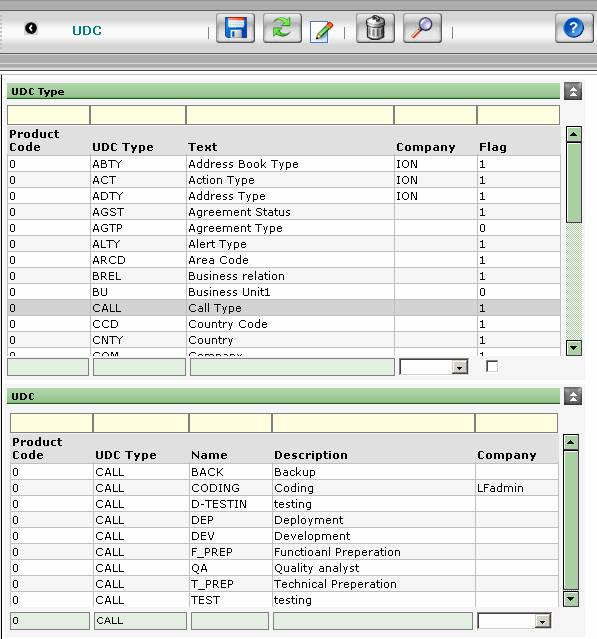 UDC
UDC Type
Product Code UDC Type Text Company Flag
0 ABTY Address Book Type ION 1
0 ACT Action Type ION 1
0 ADTY Address Type ION 1
0 AGST Agreement Status 1
0 AGTP Agreement Type 0
0 ALTY Alert Type 1
0 ARCD Area Code 1
0 BREL Business relation 1
0 BU Business Unit1 0
0 CALL Call Type 1
0 CCD Country Code 1
0 CNTY Country 1
0 COM Company 1
UDC
Product Code UDC Type Name Description Company
0 CALL BACK Backup
0 CALL CODING Coding LFadmin
0 CALL D-TESTIN testing
0 CALL DEP Deployment
0 CALL DEV Development
0 CALL F_PREP Functioanl Preperation
0 CALL QA Quality analyst
0 CALL T_PREP Technical Preperation
0 CALL TEST testing
0 CALL